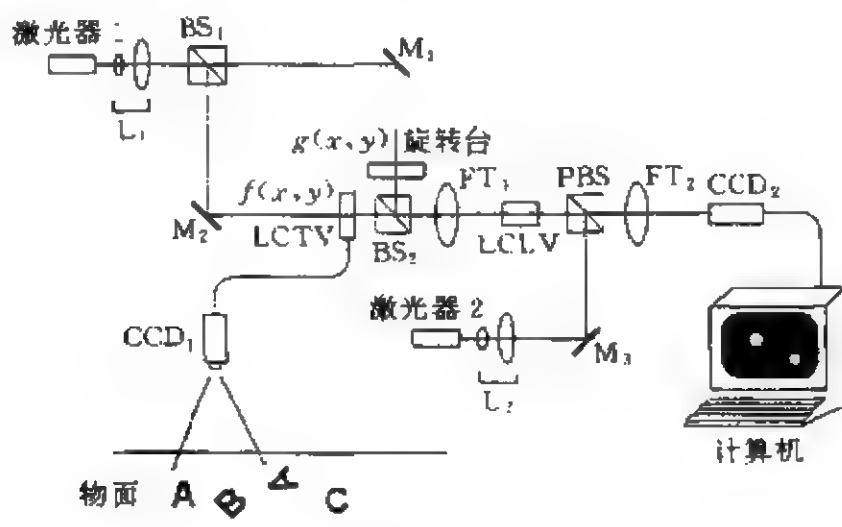 激光器 1
BS₁
M₁
L₁
g(x,y) 旋转台
f(x,y)
FT₁
PBS
FT₂
CCD₂
M₂
LCTV
BS₂
LCLV
激光器 2
CCD₁
M₃
L₂
计算机
物面 A B A C